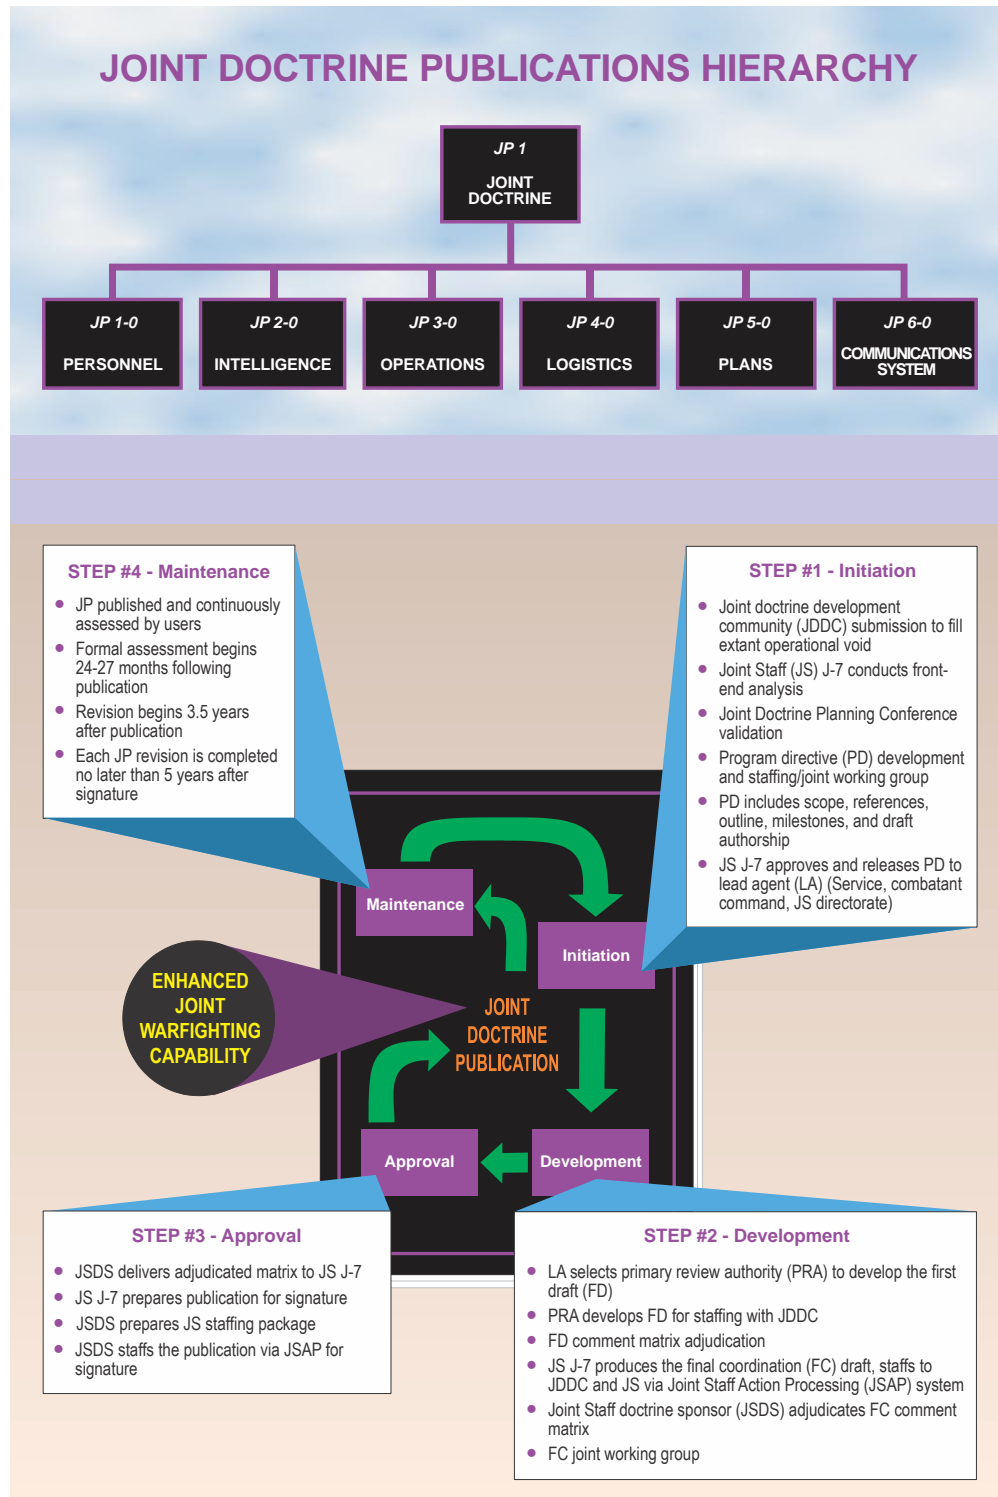 JOINT DOCTRINE PUBLICATIONS HIERARCHY
JP 1
JOINT
DOCTRINE
JP 1-0
PERSONNEL
JP 2-0
INTELLIGENCE
JP 3-0
OPERATIONS
JP 4-0
LOGISTICS
JP 5-0
PLANS
JP 6-0
COMMUNICATIONS
SYSTEM
STEP #4 - Maintenance
• JP published and continuously
assessed by users
• Formal assessment begins
24-27 months following
publication
• Revision begins 3.5 years
after publication
• Each JP revision is completed
no later than 5 years after
signature
STEP #1 - Initiation
• Joint doctrine development
community (JDDC) submission to fill
extant operational void
• Joint Staff (JS) J-7 conducts front-
end analysis
• Joint Doctrine Planning Conference
validation
• Program directive (PD) development
and staffing/joint working group
• PD includes scope, references,
outline, milestones, and draft
authorship
• JS J-7 approves and releases PD to
lead agent (LA) (Service, combatant
command, JS directorate)
Maintenance
Initiation
ENHANCED
JOINT
WARFIGHTING
CAPABILITY
JOINT
DOCTRINE
PUBLICATION
Approval
Development
STEP #3 - Approval
• JSDS delivers adjudicated matrix to JS J-7
• JS J-7 prepares publication for signature
• JSDS prepares JS staffing package
• JSDS staffs the publication via JSAP for
signature
STEP #2 - Development
• LA selects primary review authority (PRA) to develop the first
draft (FD)
• PRA develops FD for staffing with JDDC
• FD comment matrix adjudication
• JS J-7 produces the final coordination (FC) draft, staffs to
JDDC and JS via Joint Staff Action Processing (JSAP) system
• Joint Staff doctrine sponsor (JSDS) adjudicates FC comment
matrix
• FC joint working group